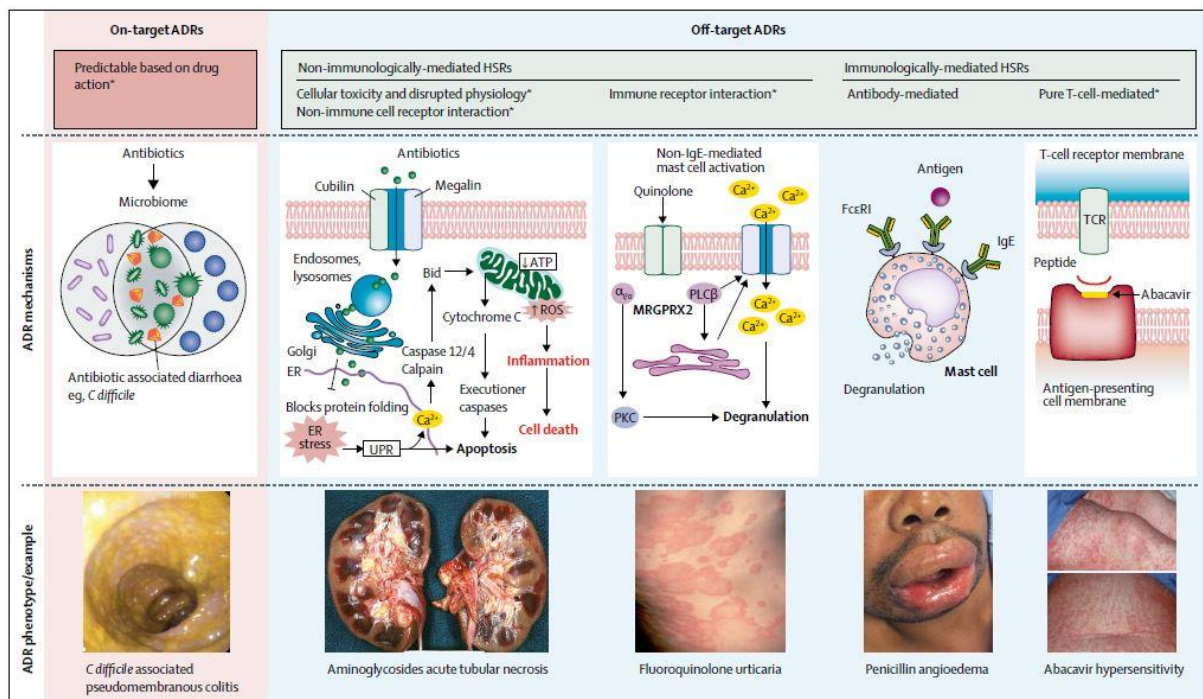 On-target ADRs
Off-target ADRs
Predictable based on drug
action*
Non-immunologically-mediated HSRs
Cellular toxicity and disrupted physiology*
Non-immune cell receptor interaction*
Immune receptor interaction*
Immunologically-mediated HSRs
Antibody-mediated
Pure T-cell-mediated*
ADR mechanisms
Antibiotics
Microbiome
Antibiotic associated diarrhoea
eg, C difficile
Antibiotics
Cubilin
Megalin
Endosomes,
lysosomes
Bid
↓ATP
↑ROS
Cytochrome C
Golgi
ER
Caspase 12/4
Calpain
Inflammation
Blocks protein folding
Executioner
caspases
Ca²⁺
Cell death
ER
stress
UPR
Apoptosis
Non-IgE-mediated
mast cell activation
Quinolone
Ca²⁺
Ca²⁺
Ca²⁺
Ca²⁺
αq/α
PLCβ
MRGPRX2
Ca²⁺
Ca²⁺
Ca²⁺
PKC
Degranulation
Antigen
FcεRI
IgE
Mast cell
Degranulation
T-cell receptor membrane
TCR
Peptide
Abacavir
Antigen-presenting
cell membrane
ADR phenotype/example
C difficile associated
pseudomembranous colitis
Aminoglycosides acute tubular necrosis
Fluoroquinolone urticaria
Penicillin angioedema
Abacavir hypersensitivity